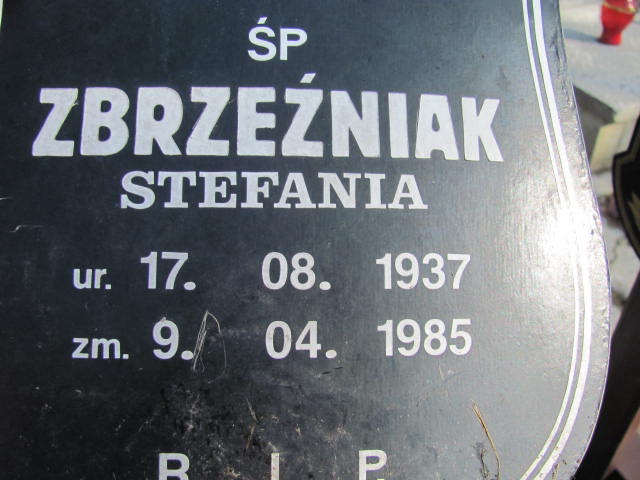 ŚP
ZBRZEŹNIAK
STEFANIA
ur. 17. 08. 1937
zm. 9. 04. 1985
R. I. P.